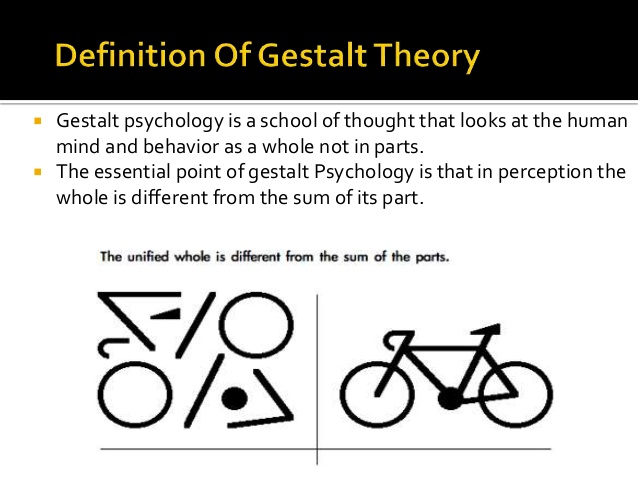 Definition Of Gestalt Theory
Gestalt psychology is a school of thought that looks at the human
mind and behavior as a whole not in parts.
The essential point of gestalt Psychology is that in perception the
whole is different from the sum of its part.
The unified whole is different from the sum of the parts.